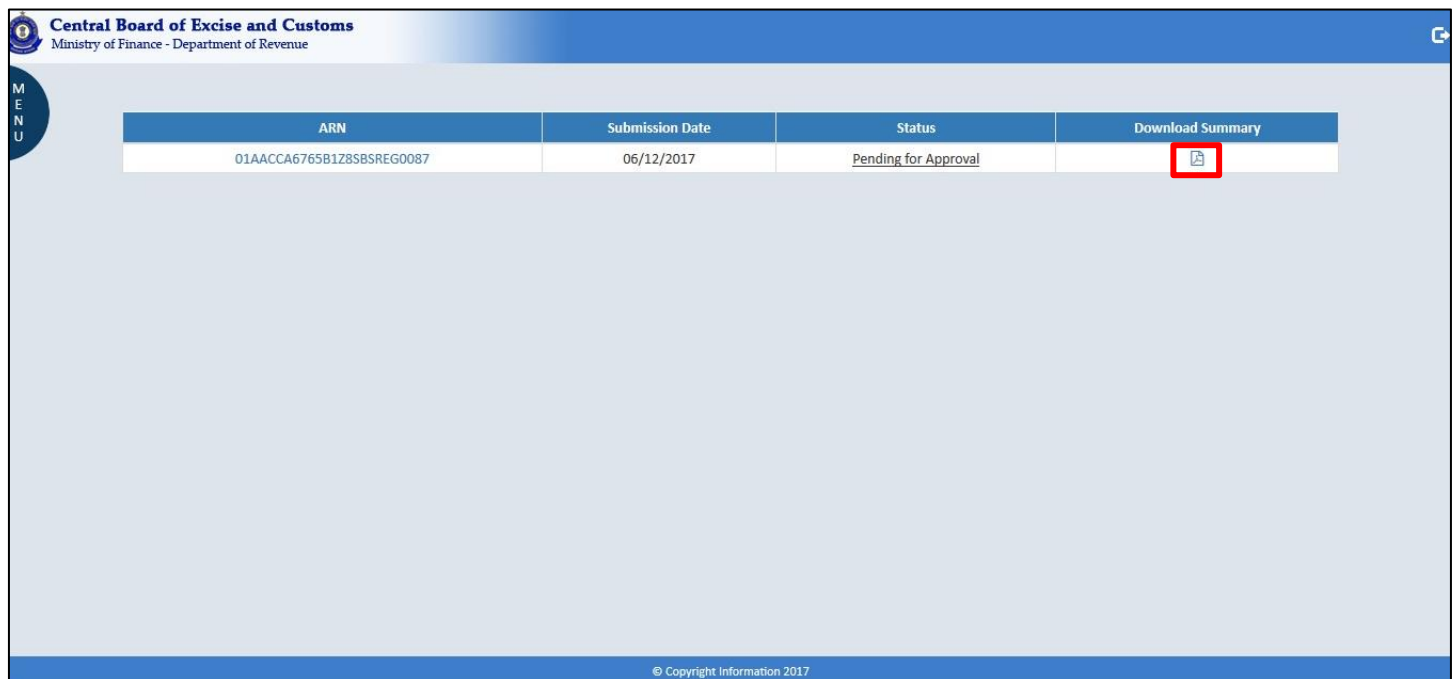 Central Board of Excise and Customs
Ministry of Finance - Department of Revenue
MENU
ARN Submission Date Status Download Summary
01AACCA6765B1Z8SBSREG0087 06/12/2017 Pending for Approval
© Copyright Information 2017